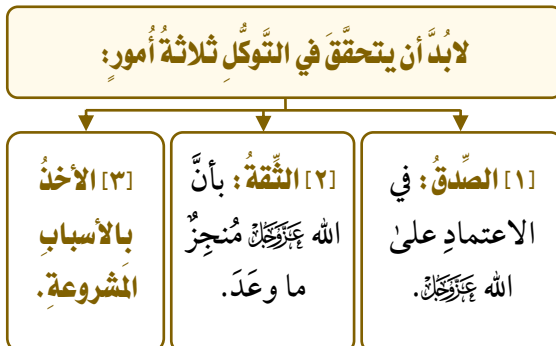 لابُدَّ أن يتحقَّقَ في التَّوكُّلِ ثلاثةُ أُمورٍ:
[١] الصِّدقُ: في
الاعتمادِ علىٰ
الله عَزَّوَجَلَّ.
[٢] الثِّقةُ: بأنَّ
الله عَزَّوَجَلَّ مُنجِزٌ
ما وعَدَ.
[٣] الأخذُ
بالأسبابِ
المَشروعةِ.